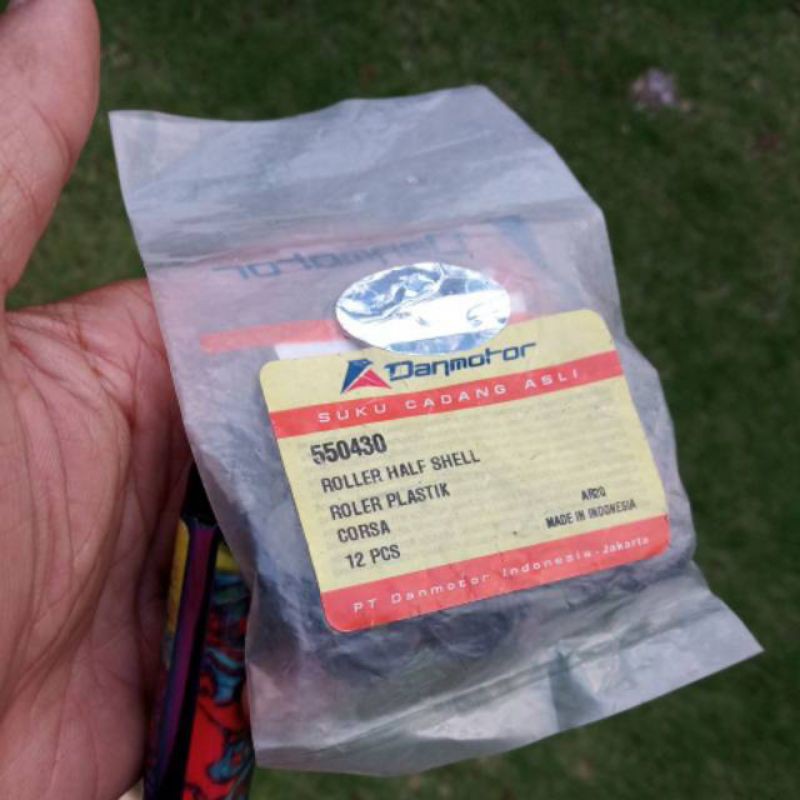 Danmotor
Danmotor
SUKU CADANG ASLI
550430
ROLLER HALF SHELL
ROLER PLASTIK
CORSA
12 PCS
AR20
MADE IN INDONESIA
PT Danmotor Indonesia - Jakarta